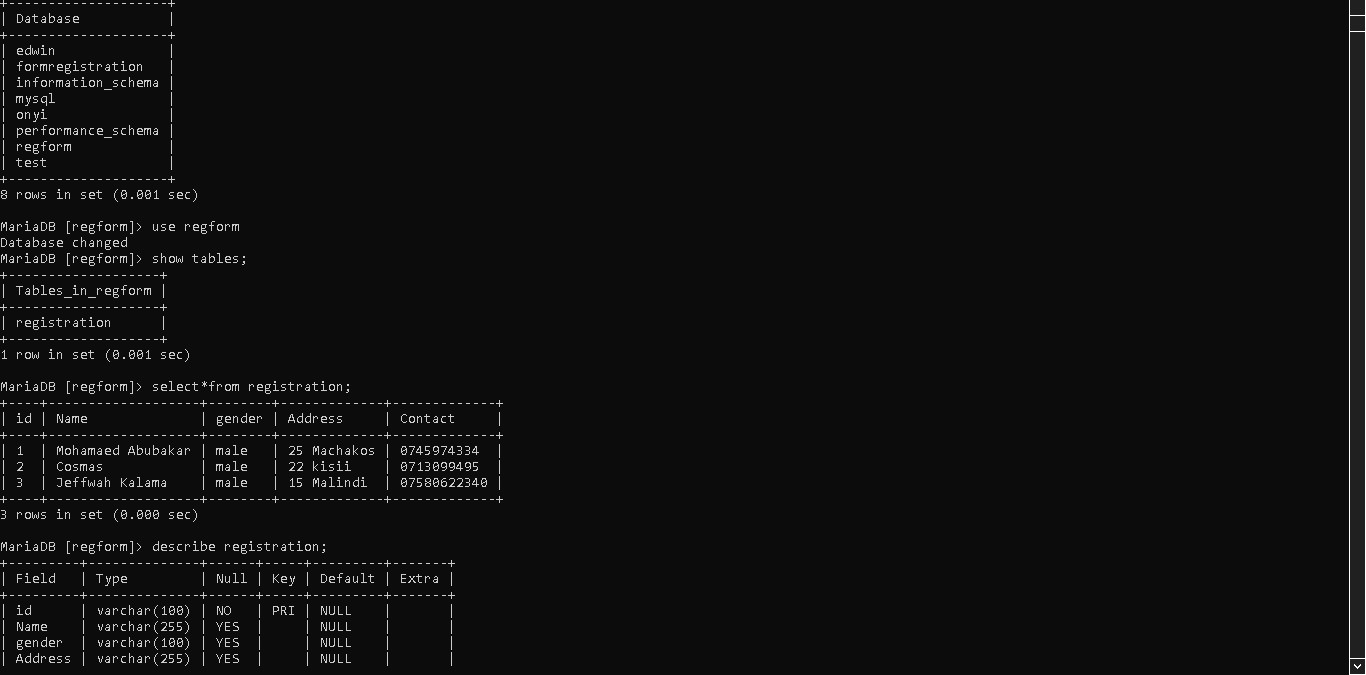 +--------------------+
| Database           |
+--------------------+
| edwin              |
| formregistration   |
| information_schema |
| mysql              |
| onyi               |
| performance_schema |
| regform            |
| test               |
+--------------------+
8 rows in set (0.001 sec)

MariaDB [regform]> use regform
Database changed
MariaDB [regform]> show tables;
+-------------------+
| Tables_in_regform |
+-------------------+
| registration      |
+-------------------+
1 row in set (0.001 sec)

MariaDB [regform]> select*from registration;
+----+-------------------+--------+-------------+-------------+
| id | Name              | gender | Address     | Contact     |
+----+-------------------+--------+-------------+-------------+
| 1  | Mohamaed Abubakar | male   | 25 Machakos | 0745974334  |
| 2  | Cosmas            | male   | 22 kisii    | 0713099495  |
| 3  | Jeffwah Kalama    | male   | 15 Malindi  | 07580622340 |
+----+-------------------+--------+-------------+-------------+
3 rows in set (0.000 sec)

MariaDB [regform]> describe registration;
+---------+--------------+------+-----+---------+-------+
| Field   | Type         | Null | Key | Default | Extra |
+---------+--------------+------+-----+---------+-------+
| id      | varchar(100) | NO   | PRI | NULL    |       |
| Name    | varchar(255) | YES  |     | NULL    |       |
| gender  | varchar(100) | YES  |     | NULL    |       |
| Address | varchar(255) | YES  |     | NULL    |       |